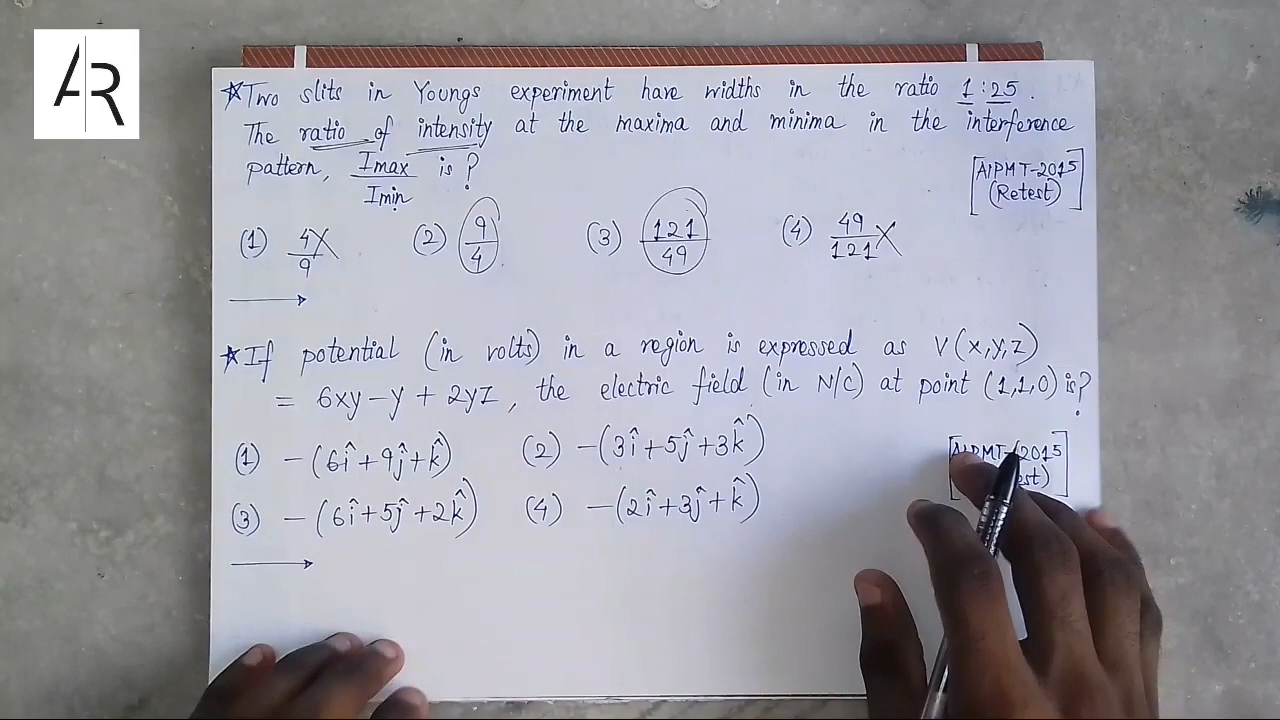 AR
★Two slits in Youngs experiment have widths in the ratio 1:25.
The ratio of intensity at the maxima and minima in the interference
pattern, Imax/Imin is?
[AIPMT-2015
(Retest)]
(1) 4/9 (2) 9/4 (3) 121/49 (4) 49/121
★If potential (in volts) in a region is expressed as V(x,y,z)
= 6xy-y+2yz, the electric field (in N/C) at point (1,1,0) is?
(1) -(6î+9ĵ+k̂) (2) -(3î+5ĵ+3k̂)
[AIPMT-2015
(3) -(6î+5ĵ+2k̂) (4) -(2î+3ĵ+k̂)